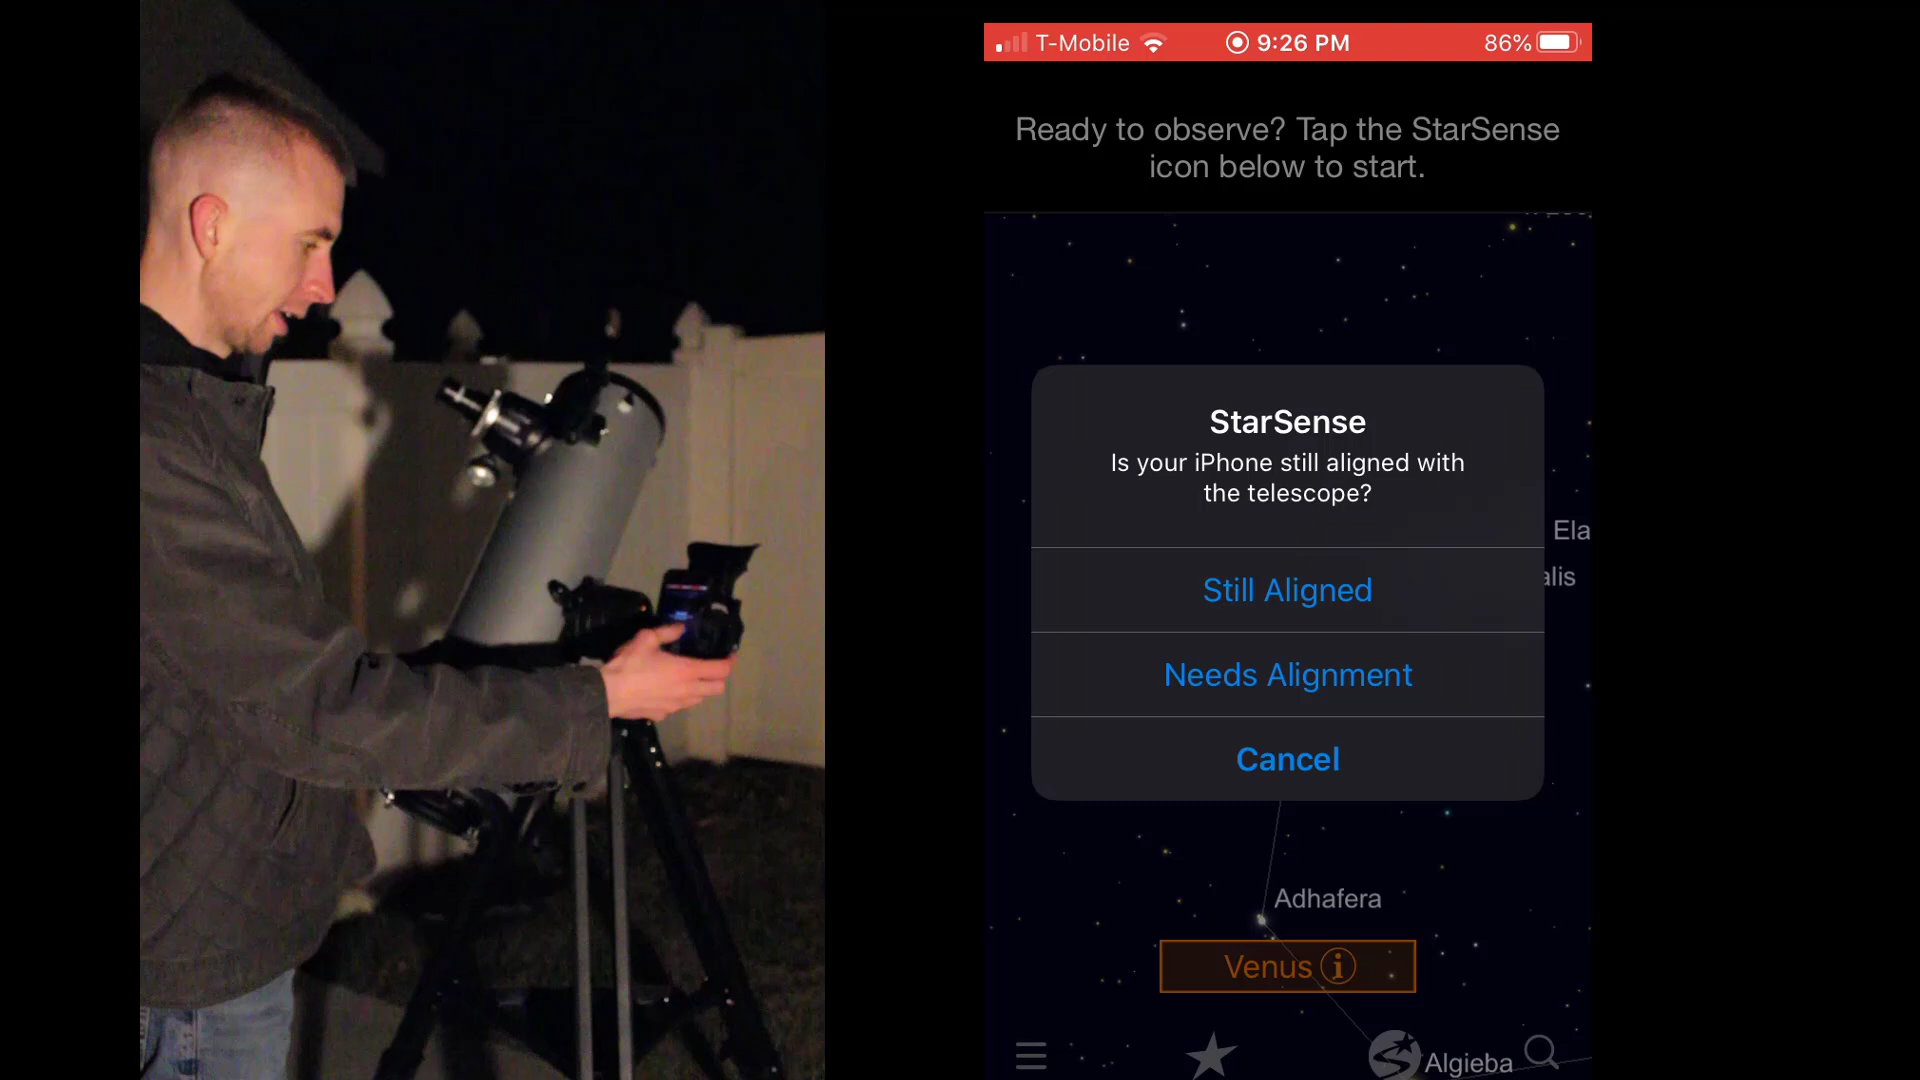 T-Mobile 9:26 PM 86%
Ready to observe? Tap the StarSense
icon below to start.
StarSense
Is your iPhone still aligned with
the telescope?
Ela
alis
Still Aligned
Needs Alignment
Cancel
Adhafera
Venus i
Algieba